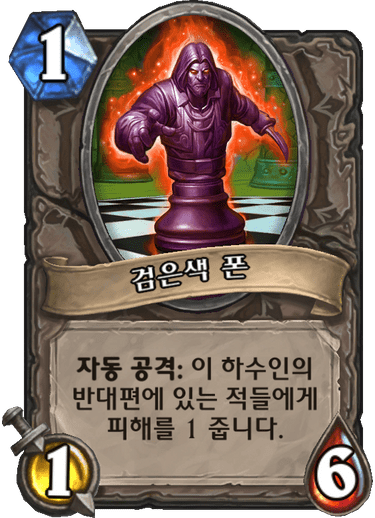 1
검은색 폰
자동 공격: 이 하수인의
반대편에 있는 적들에게
피해를 1 줍니다.
1
6